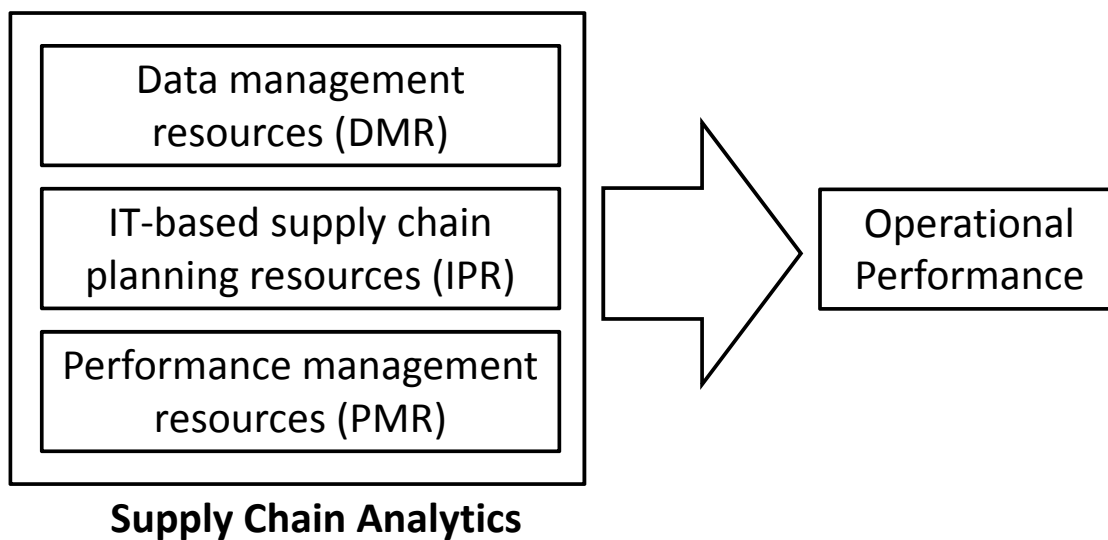 Data management
resources (DMR)
IT-based supply chain
planning resources (IPR)
Performance management
resources (PMR)
Supply Chain Analytics
Operational
Performance